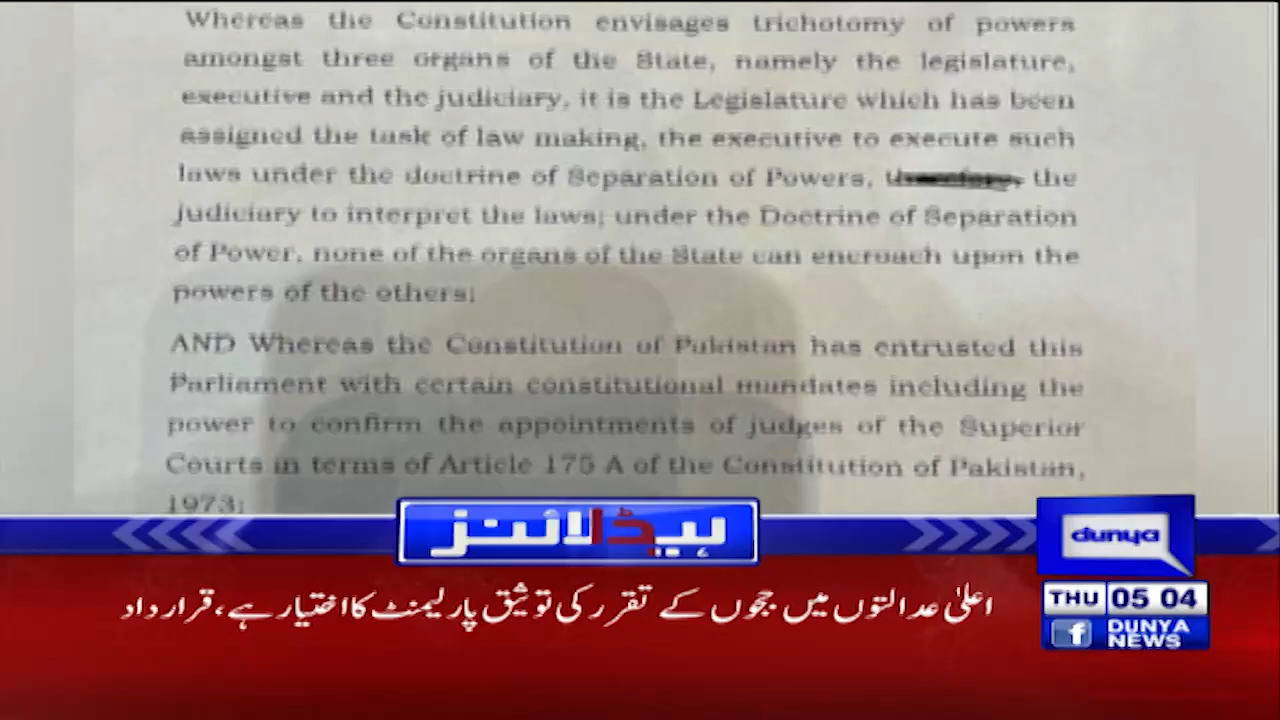 Whereas the Constitution envisages trichotomy of powers
amongst three organs of the State, namely the legislature,
executive and the judiciary, it is the Legislature which has been
assigned the task of law making, the executive to execute such
laws under the doctrine of Separation of Powers, the
judiciary to interpret the laws; under the Doctrine of Separation
of Power, none of the organs of the State can encroach upon the
powers of the others;
AND Whereas the Constitution of Pakistan has entrusted this
Parliament with certain constitutional mandates including the
power to confirm the appointments of judges of the Superior
Courts in terms of Article 175 A of the Constitution of Pakistan,
1973;
ہیڈلائنز
dunya
اعلیٰ عدالتوں میں ججوں کے تقرر کی توثیق پارلیمنٹ کا اختیار ہے، قرارداد
THU 05 04
f DUNYA
NEWS